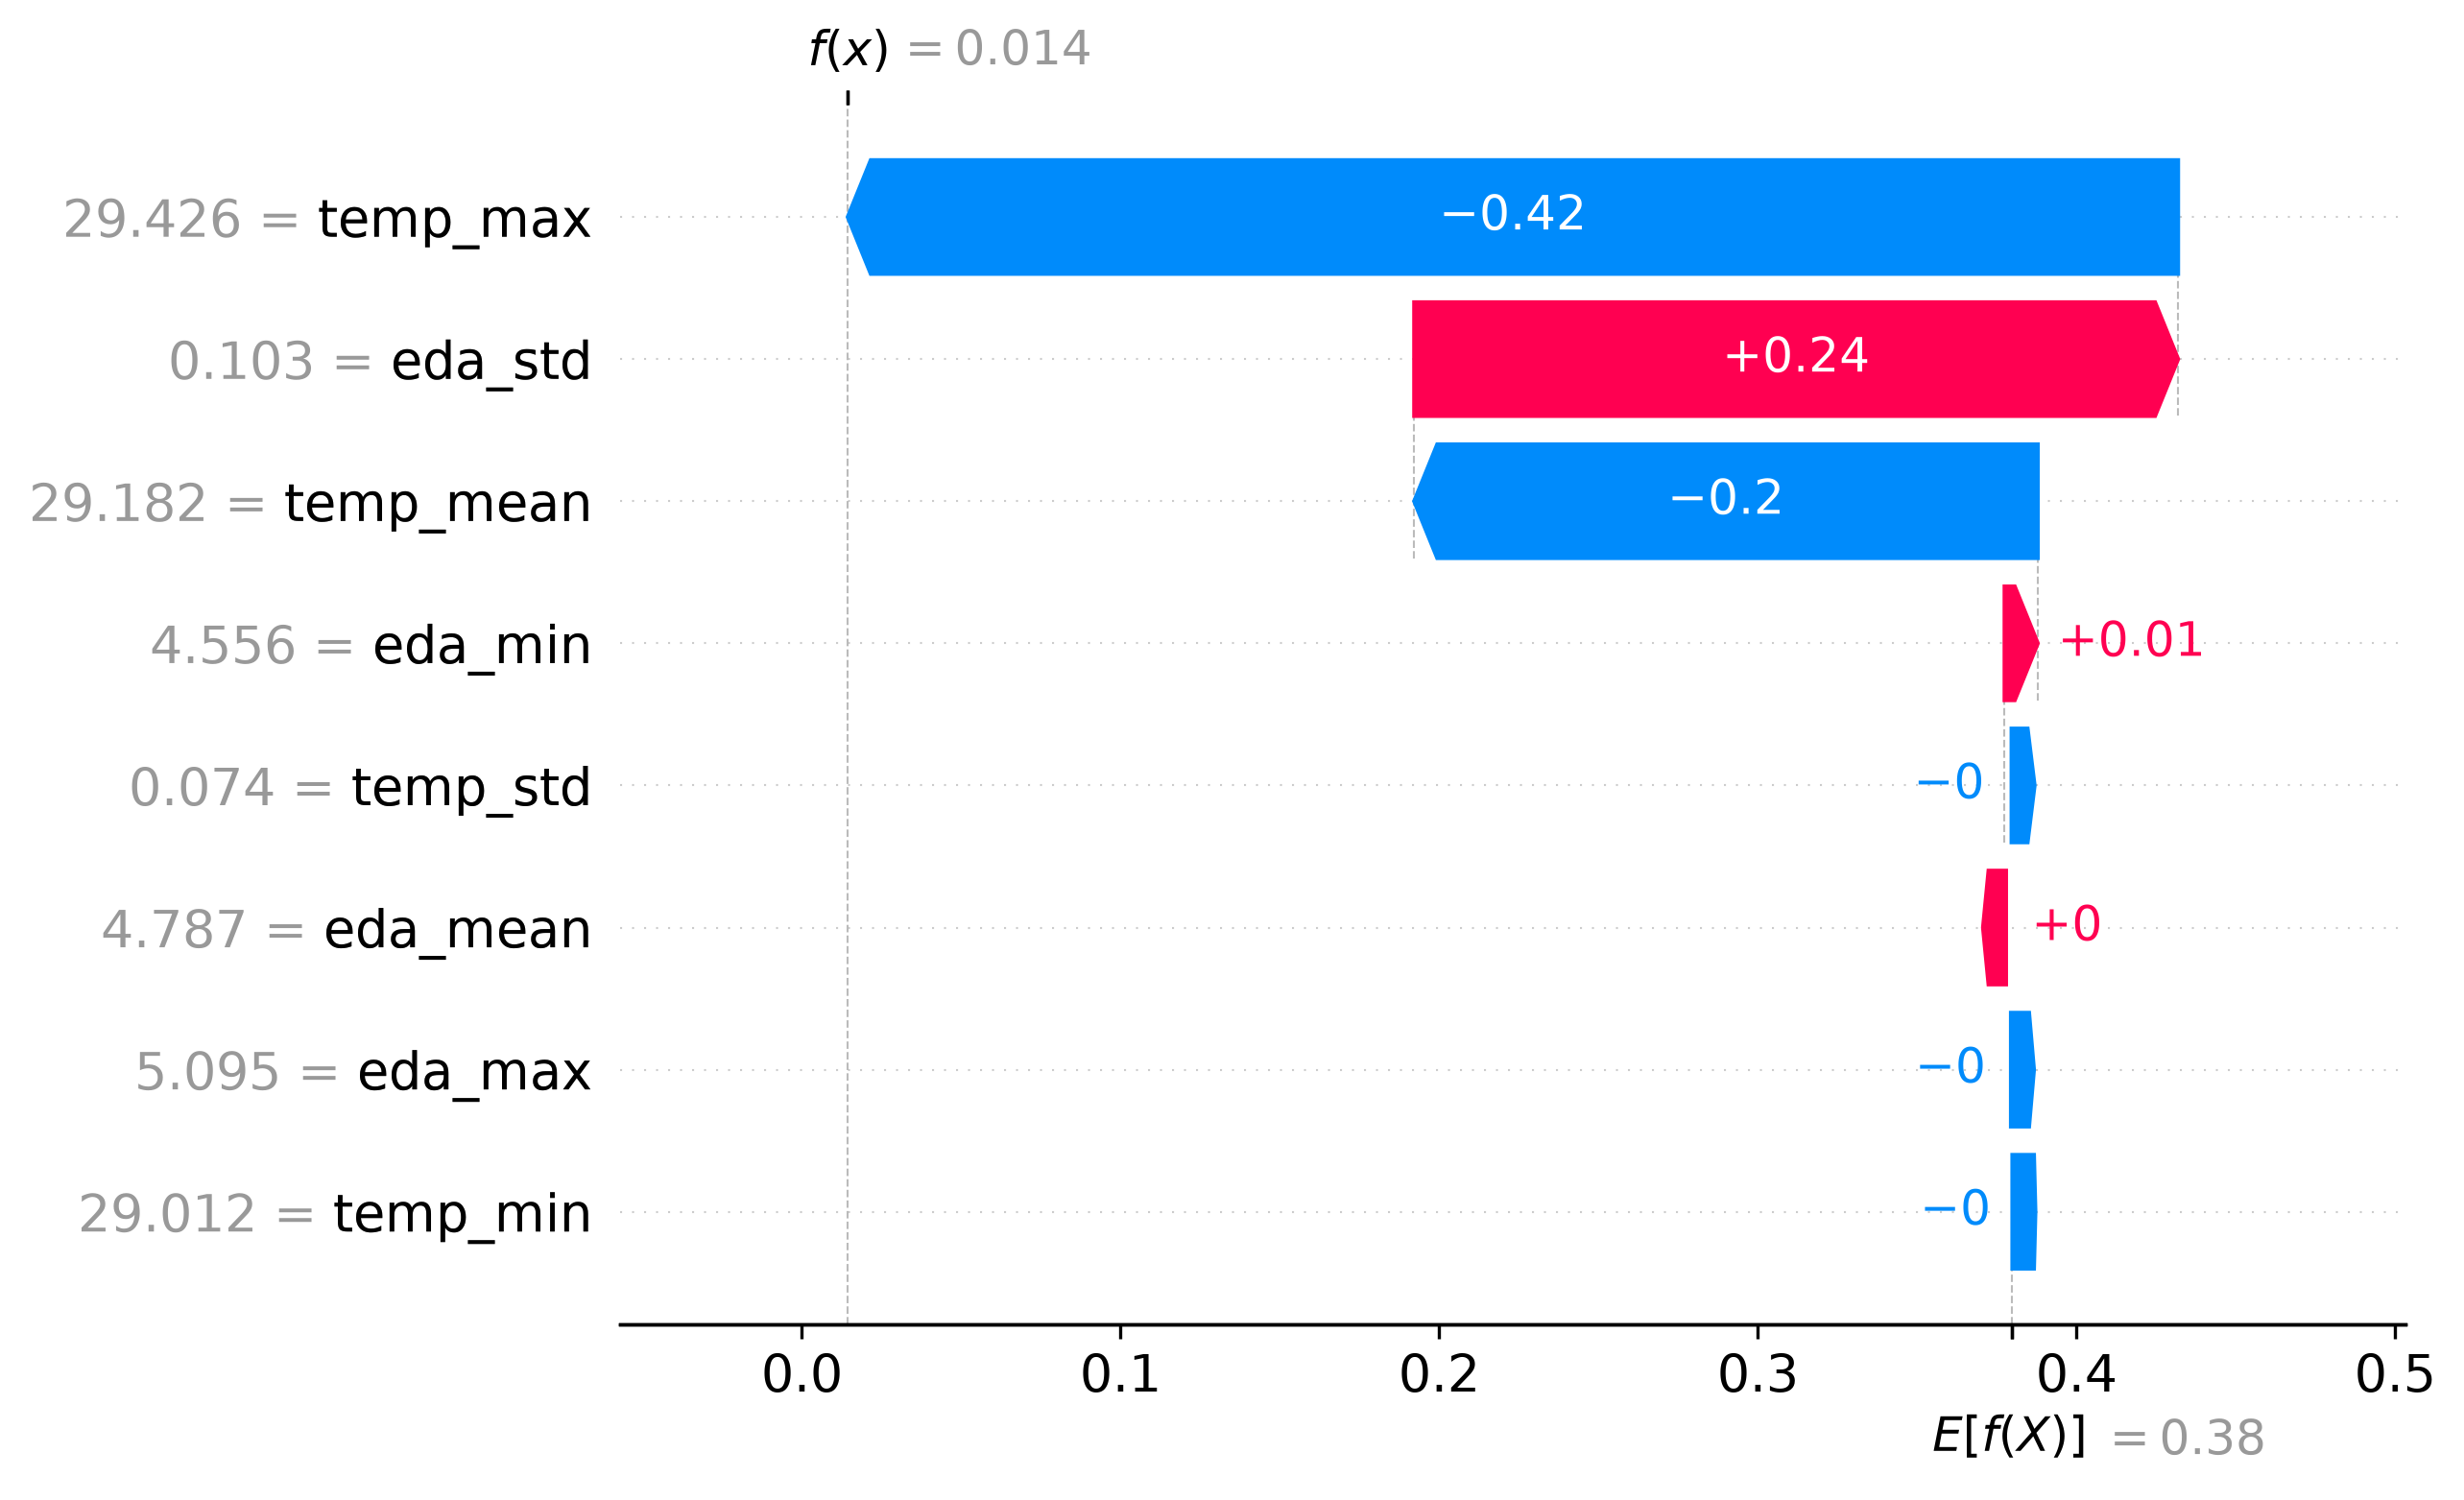 f(x) = 0.014
29.426 = temp_max −0.42
0.103 = eda_std +0.24
29.182 = temp_mean −0.2
4.556 = eda_min +0.01
0.074 = temp_std −0
4.787 = eda_mean +0
5.095 = eda_max −0
29.012 = temp_min −0
0.0 0.1 0.2 0.3 0.4 0.5
E[f(X)] = 0.38